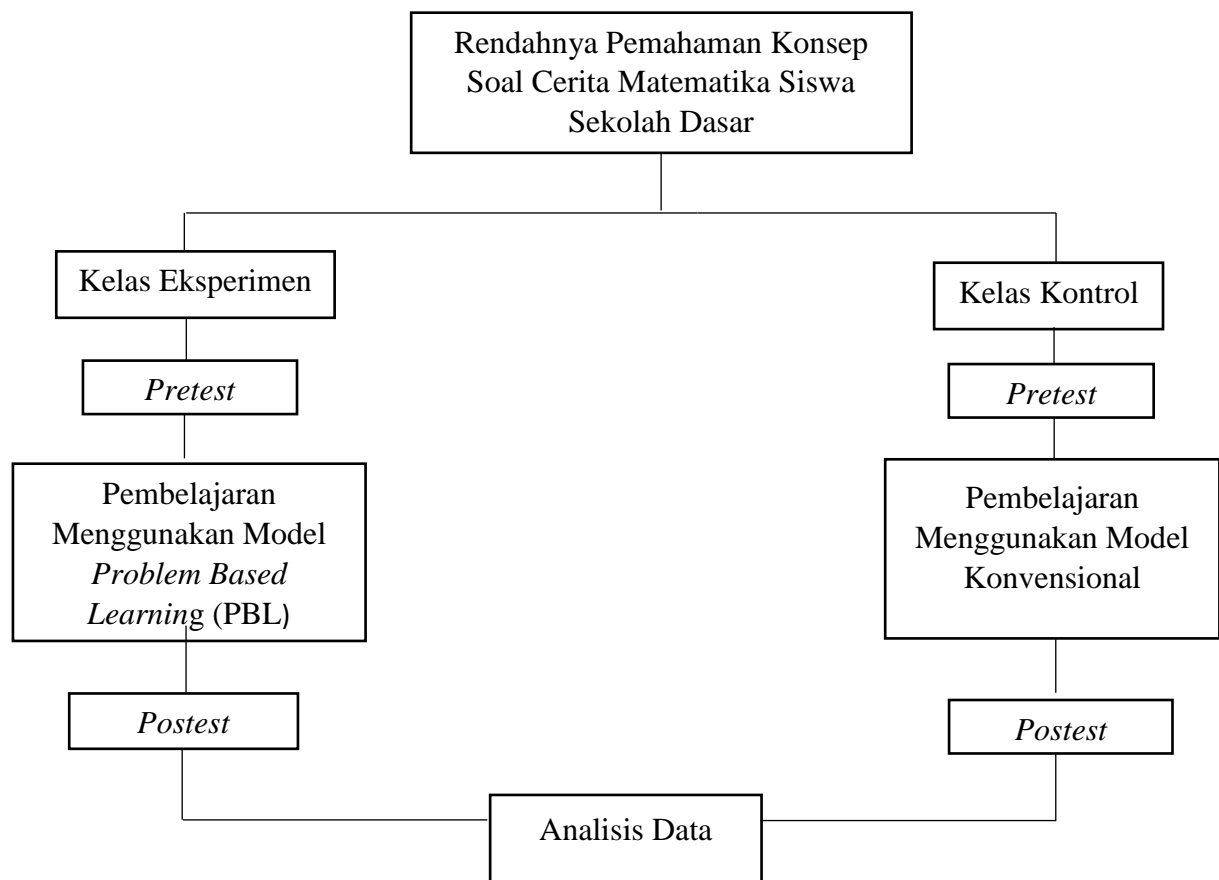 Rendahnya Pemahaman Konsep
Soal Cerita Matematika Siswa
Sekolah Dasar
Kelas Eksperimen
Kelas Kontrol
Pretest
Pretest
Pembelajaran
Menggunakan Model
Problem Based
Learning (PBL)
Pembelajaran
Menggunakan Model
Konvensional
Postest
Postest
Analisis Data